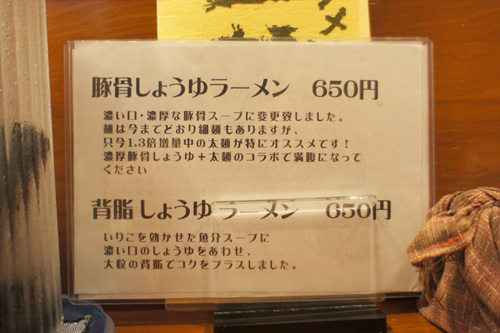 メ
豚骨しょうゆラーメン 650円
濃い口・濃厚な豚骨スープに変更致しました。
麺は今までどおり細麺もありますが、
只今1.3倍増量中の太麺が特にオススメです!
濃厚豚骨しょうゆ+太麺のコラボで満腹になって
ください
背脂しょうゆラーメン 650円
いりこを効かせた魚介スープに
濃い口のしょうゆをあわせ、
大粒の背脂でコクをプラスしました。